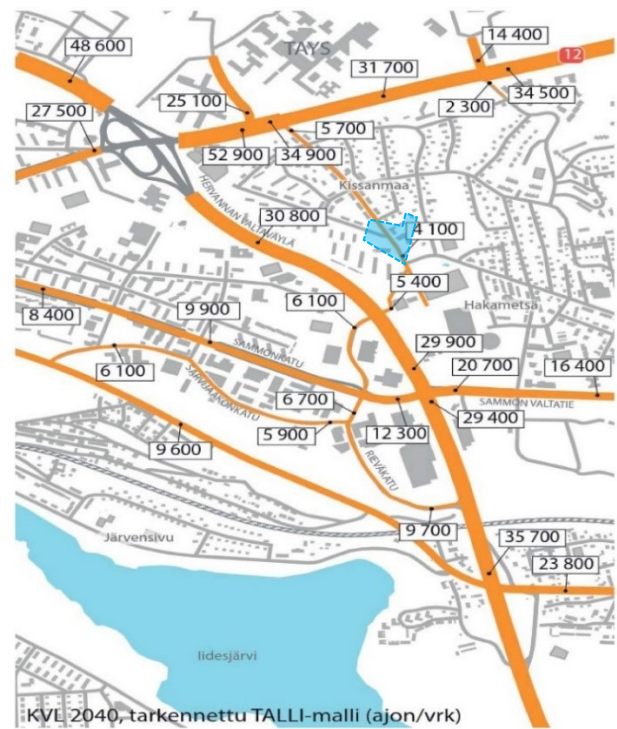 48 600
TAYS
14 400
12
31 700
34 500
25 100
2 300
27 500
5 700
52 900
34 900
Kissanmaa
HERVANNAN VALTAVÄYLÄ
30 800
4 100
5 400
6 100
Hakametsä
8 400
9 900
SAMMONKATU
29 900
20 700
16 400
6 100
SARVIJAAKONKATU
6 700
SAMMON VALTATIE
5 900
12 300
29 400
9 600
RIEVÄKATU
9 700
Järvensivu
35 700
23 800
Iidesjärvi
KVL 2040, tarkennettu TALLI-malli (ajon/vrk)